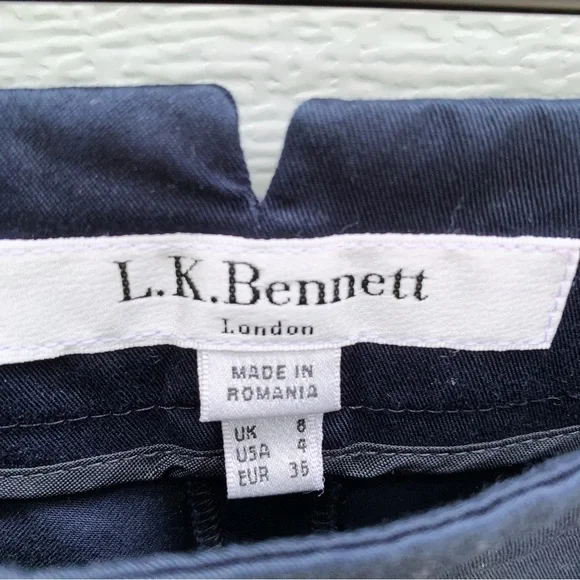 L.K.Bennett
London
MADE IN
ROMANIA
UK 8
USA 4
EUR 36